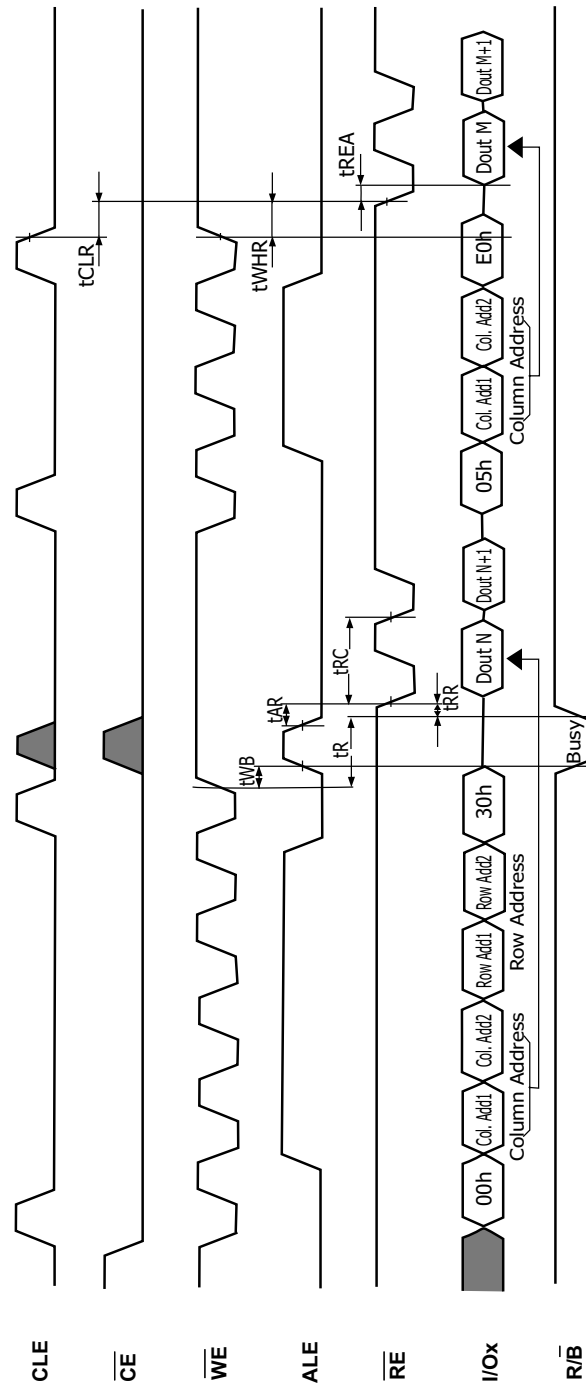 CLE
tCLR
CE
WE
tWB
tWHR
ALE
tAR
tR
RE
tRC
tRR
tREA
I/Ox
00h
Col. Add1
Col. Add2
Row Add1
Row Add2
30h
Dout N
Dout N+1
05h
Col. Add1
Col. Add2
E0h
Dout M
Dout M+1
Column Address
Row Address
Column Address
R/B
Busy